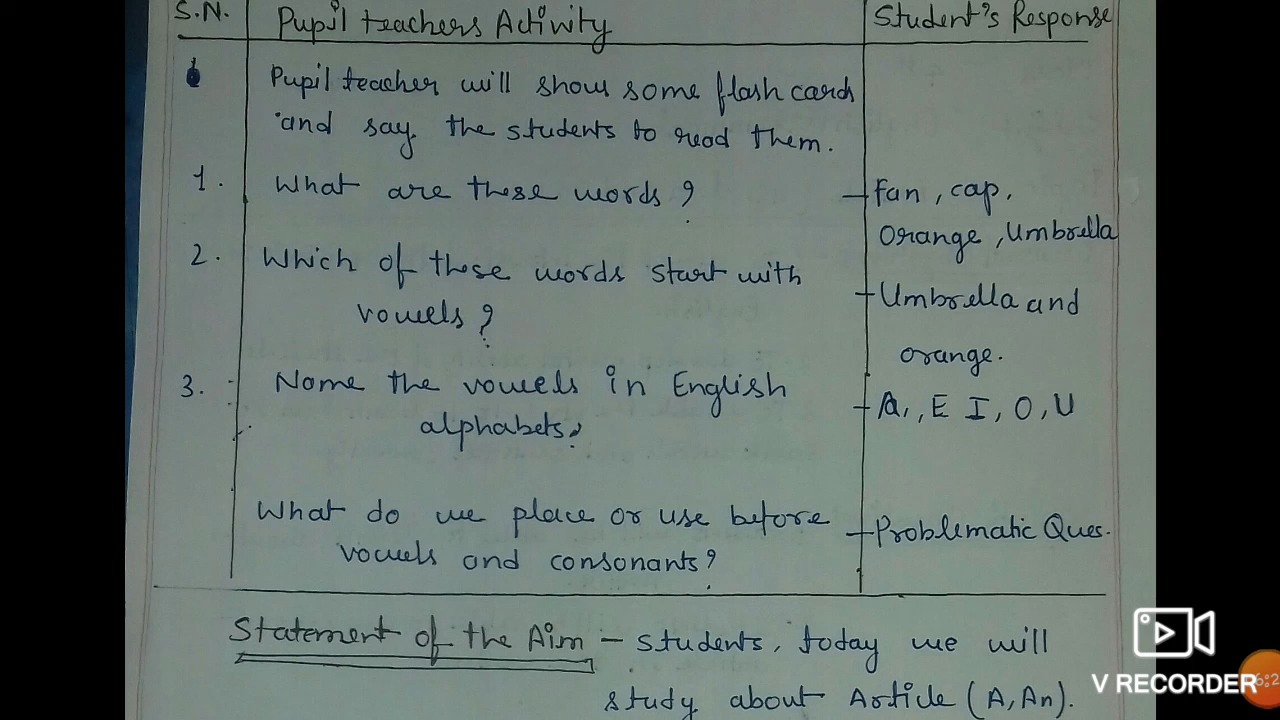 S.N. Pupil teachers Activity Student's Response
Pupil teacher will show some flash cards
and say the students to read them.
1. What are these words ? – Fan, cap,
orange, Umbrella
2. Which of these words start with
vowels ?
– Umbrella and
orange.
3. Name the vowels in English
alphabets.
– A, E I, O, U
What do we place or use before
vowels and consonants?
– Problematic Ques.
Statement of the Aim – Students, today we will
study about Article (A, An).
V RECORDER